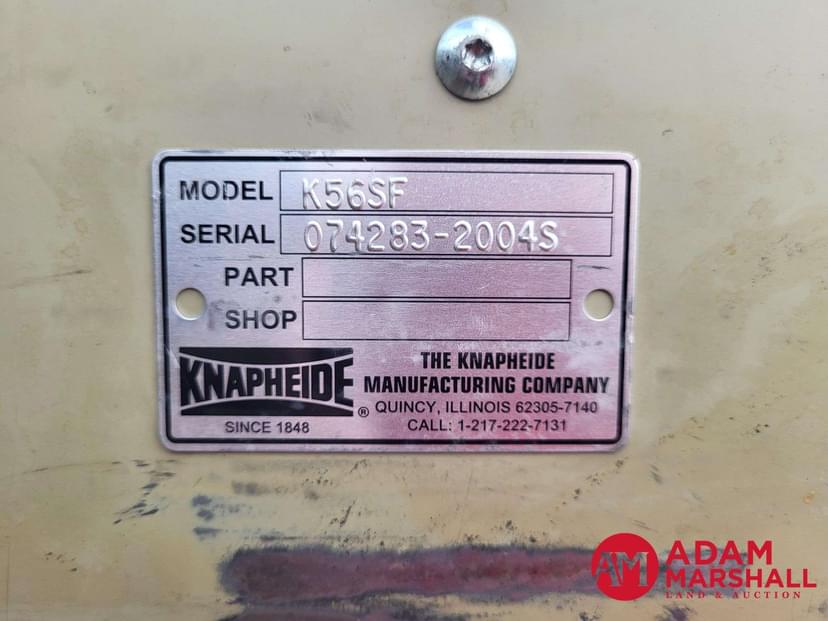 MODEL K56SF
SERIAL 074283-2004S
PART
SHOP
KNAPHEIDE ®
SINCE 1848
THE KNAPHEIDE
MANUFACTURING COMPANY
QUINCY, ILLINOIS 62305-7140
CALL: 1-217-222-7131
AM ADAM
MARSHALL
LAND & AUCTION